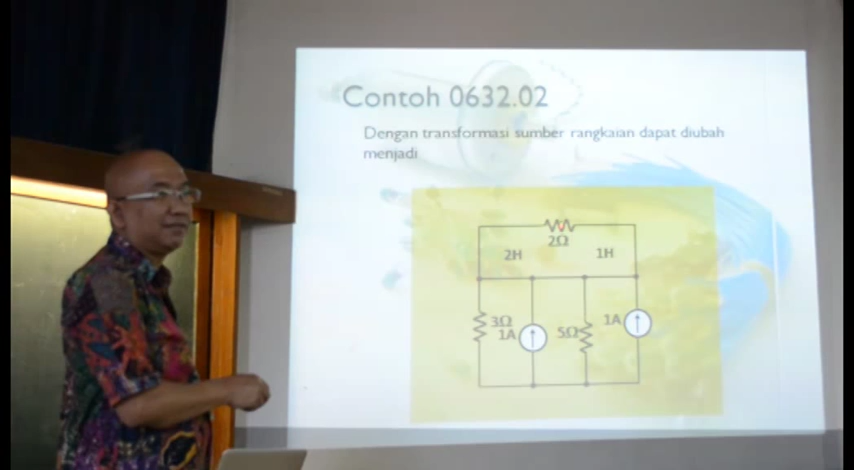 Contoh 0632.02
Dengan transformasi sumber rangkaian dapat diubah
menjadi
2Ω
2H
1H
3Ω
1A
5Ω
1A